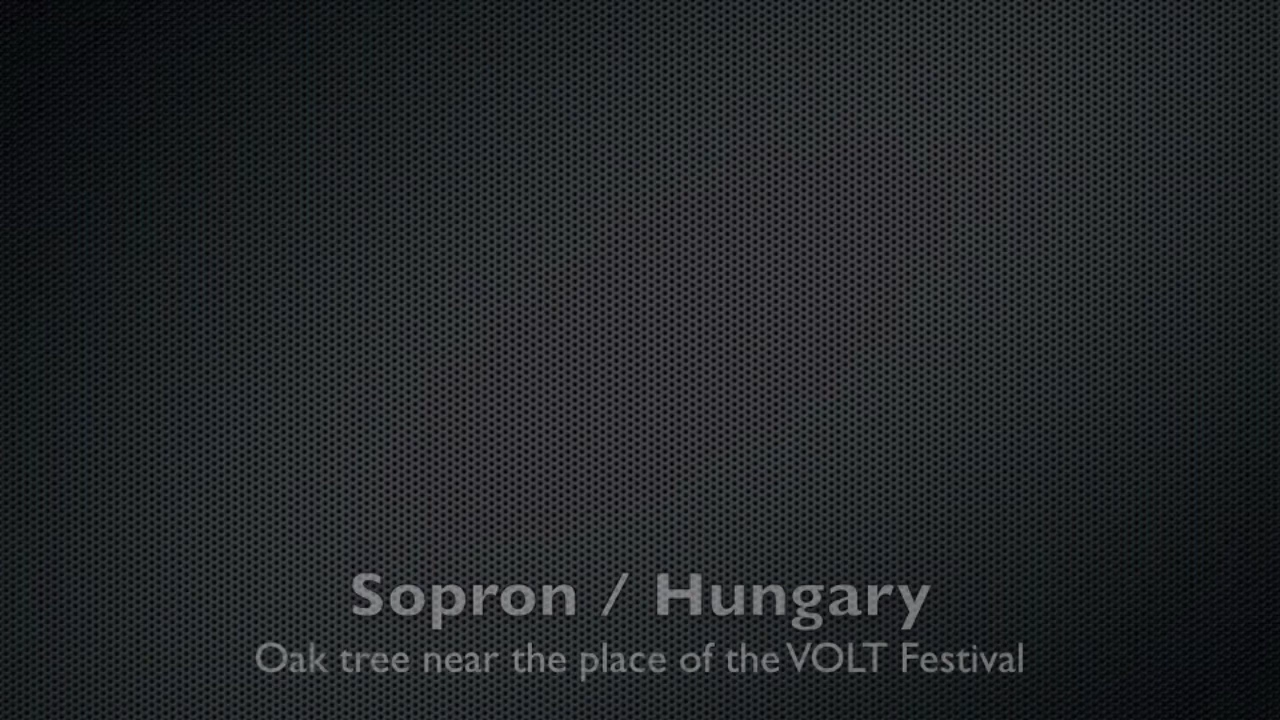 Sopron / Hungary
Oak tree near the place of the VOLT Festival